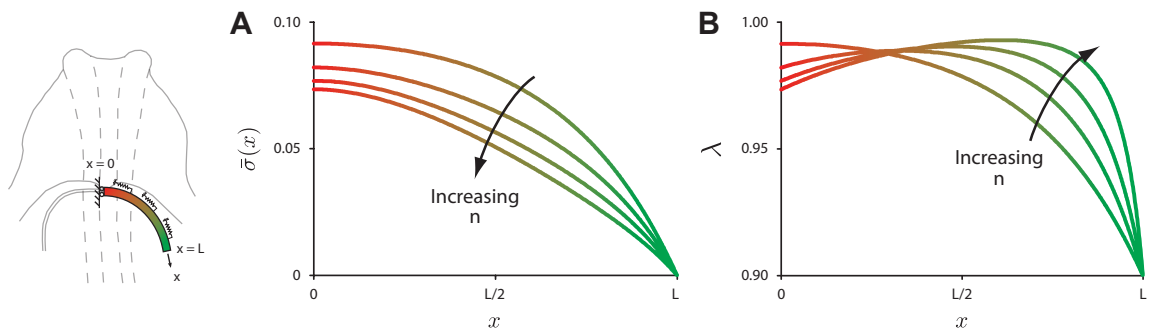 x = 0
x = L
x
A
0.10
0.05
0
σ̄(x)
Increasing
n
0
L/2
L
x
B
1.00
0.95
0.90
λ
Increasing
n
0
L/2
L
x